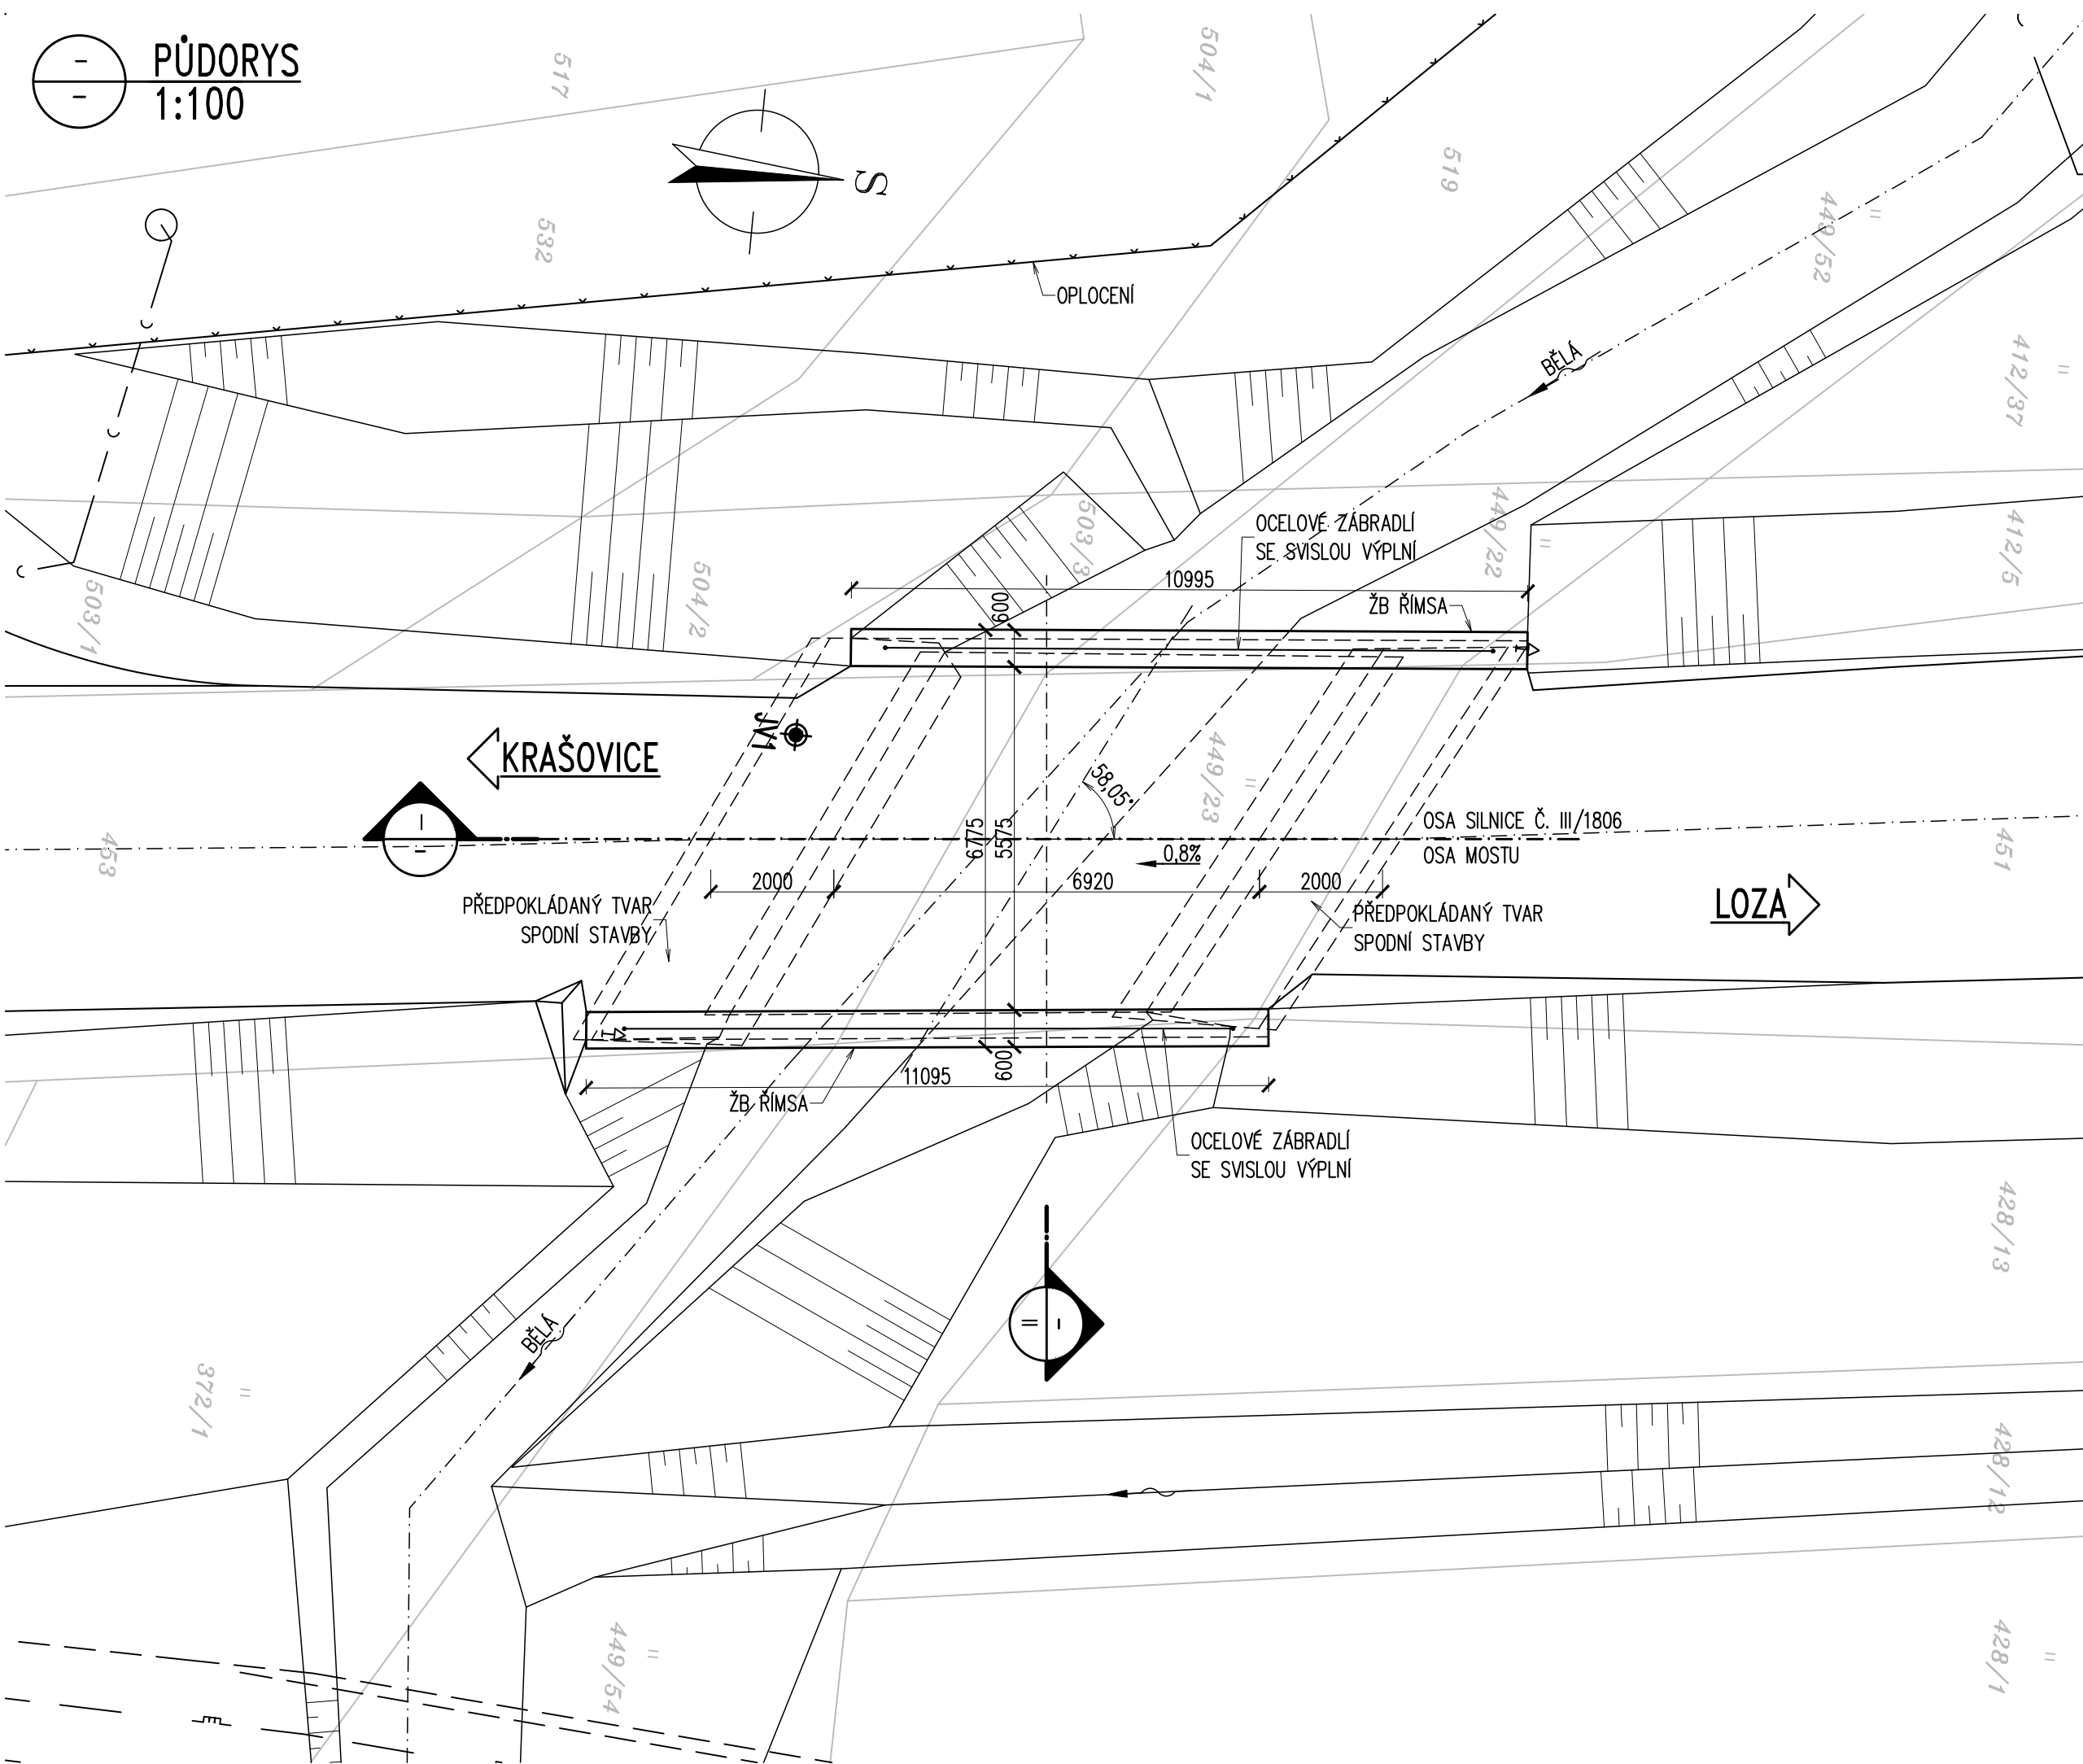 PŮDORYS
1:100
517
504/1
519
532
S
OPLOCENÍ
449/52
BĚLÁ
412/37
503/1
504/2
503/3
OCELOVÉ ZÁBRADLÍ
SE SVISLOU VÝPLNÍ
449/22
412/5
10995
600
ŽB ŘÍMSA
JV1
KRAŠOVICE
58,05°
449/23
453
I
-
6775
5575
0,8%
OSA SILNICE Č. III/1806
OSA MOSTU
451
2000
6920
2000
PŘEDPOKLÁDANÝ TVAR
SPODNÍ STAVBY
PŘEDPOKLÁDANÝ TVAR
SPODNÍ STAVBY
LOZA
600
11095
ŽB ŘÍMSA
OCELOVÉ ZÁBRADLÍ
SE SVISLOU VÝPLNÍ
428/13
BĚLÁ
II
-
372/1
428/12
449/54
428/1